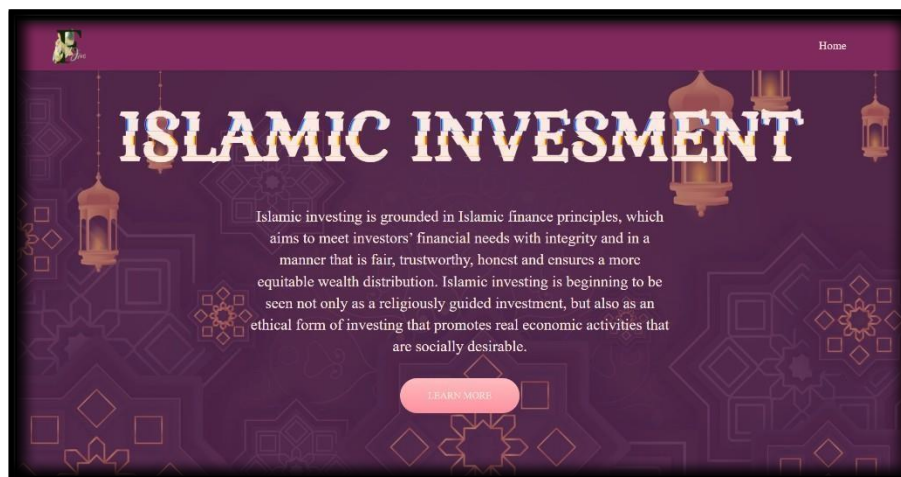 Home
ISLAMIC INVESMENT
Islamic investing is grounded in Islamic finance principles, which
aims to meet investors’ financial needs with integrity and in a
manner that is fair, trustworthy, honest and ensures a more
equitable wealth distribution. Islamic investing is beginning to be
seen not only as a religiously guided investment, but also as an
ethical form of investing that promotes real economic activities that
are socially desirable.
LEARN MORE